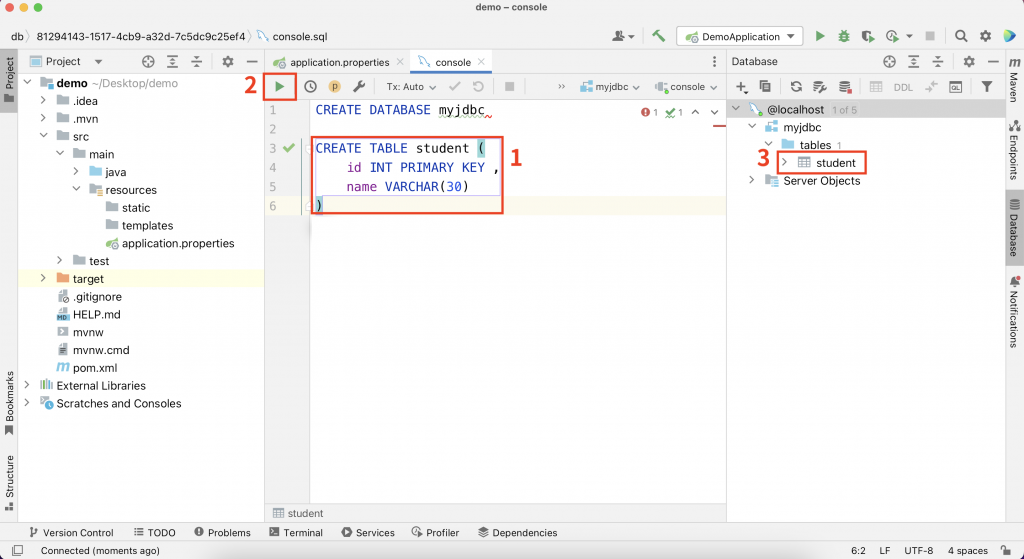 demo – console
db 81294143-1517-4cb9-a32d-7c5dc9c25ef4 console.sql
DemoApplication
Project
application.properties
console
Database
Project
demo ~/Desktop/demo
.idea
.mvn
src
main
java
resources
static
templates
application.properties
test
target
.gitignore
HELP.md
mvnw
mvnw.cmd
pom.xml
External Libraries
Scratches and Consoles
Bookmarks
Structure
2
P
Tx: Auto
>>
myjdbc
console
1 CREATE DATABASE myjdbc
1 1
2
3 CREATE TABLE student (
4 id INT PRIMARY KEY ,
5 name VARCHAR(30)
6 )
1
student
DDL
QL
@localhost 1 of 5
myjdbc
tables 1
3
student
Server Objects
Maven
Endpoints
Database
Notifications
Version Control
TODO
Problems
Terminal
Services
Profiler
Dependencies
Connected (moments ago)
6:2 LF UTF-8 4 spaces